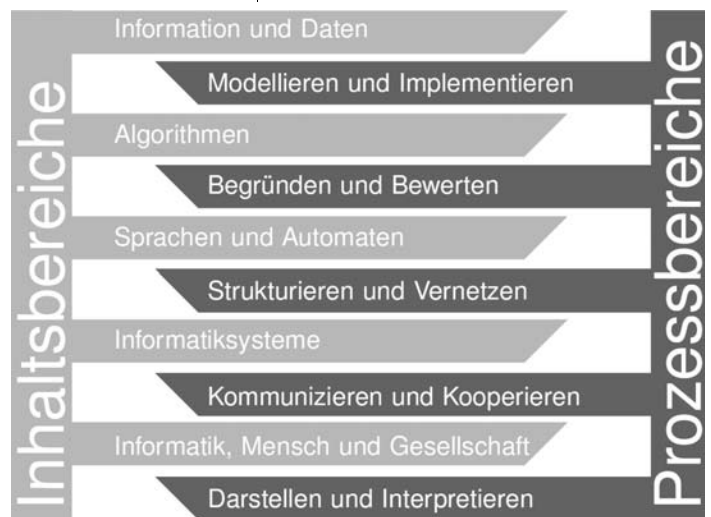 Inhaltsbereiche
Information und Daten
Modellieren und Implementieren
Algorithmen
Begründen und Bewerten
Sprachen und Automaten
Strukturieren und Vernetzen
Informatiksysteme
Kommunizieren und Kooperieren
Informatik, Mensch und Gesellschaft
Darstellen und Interpretieren
Prozessbereiche